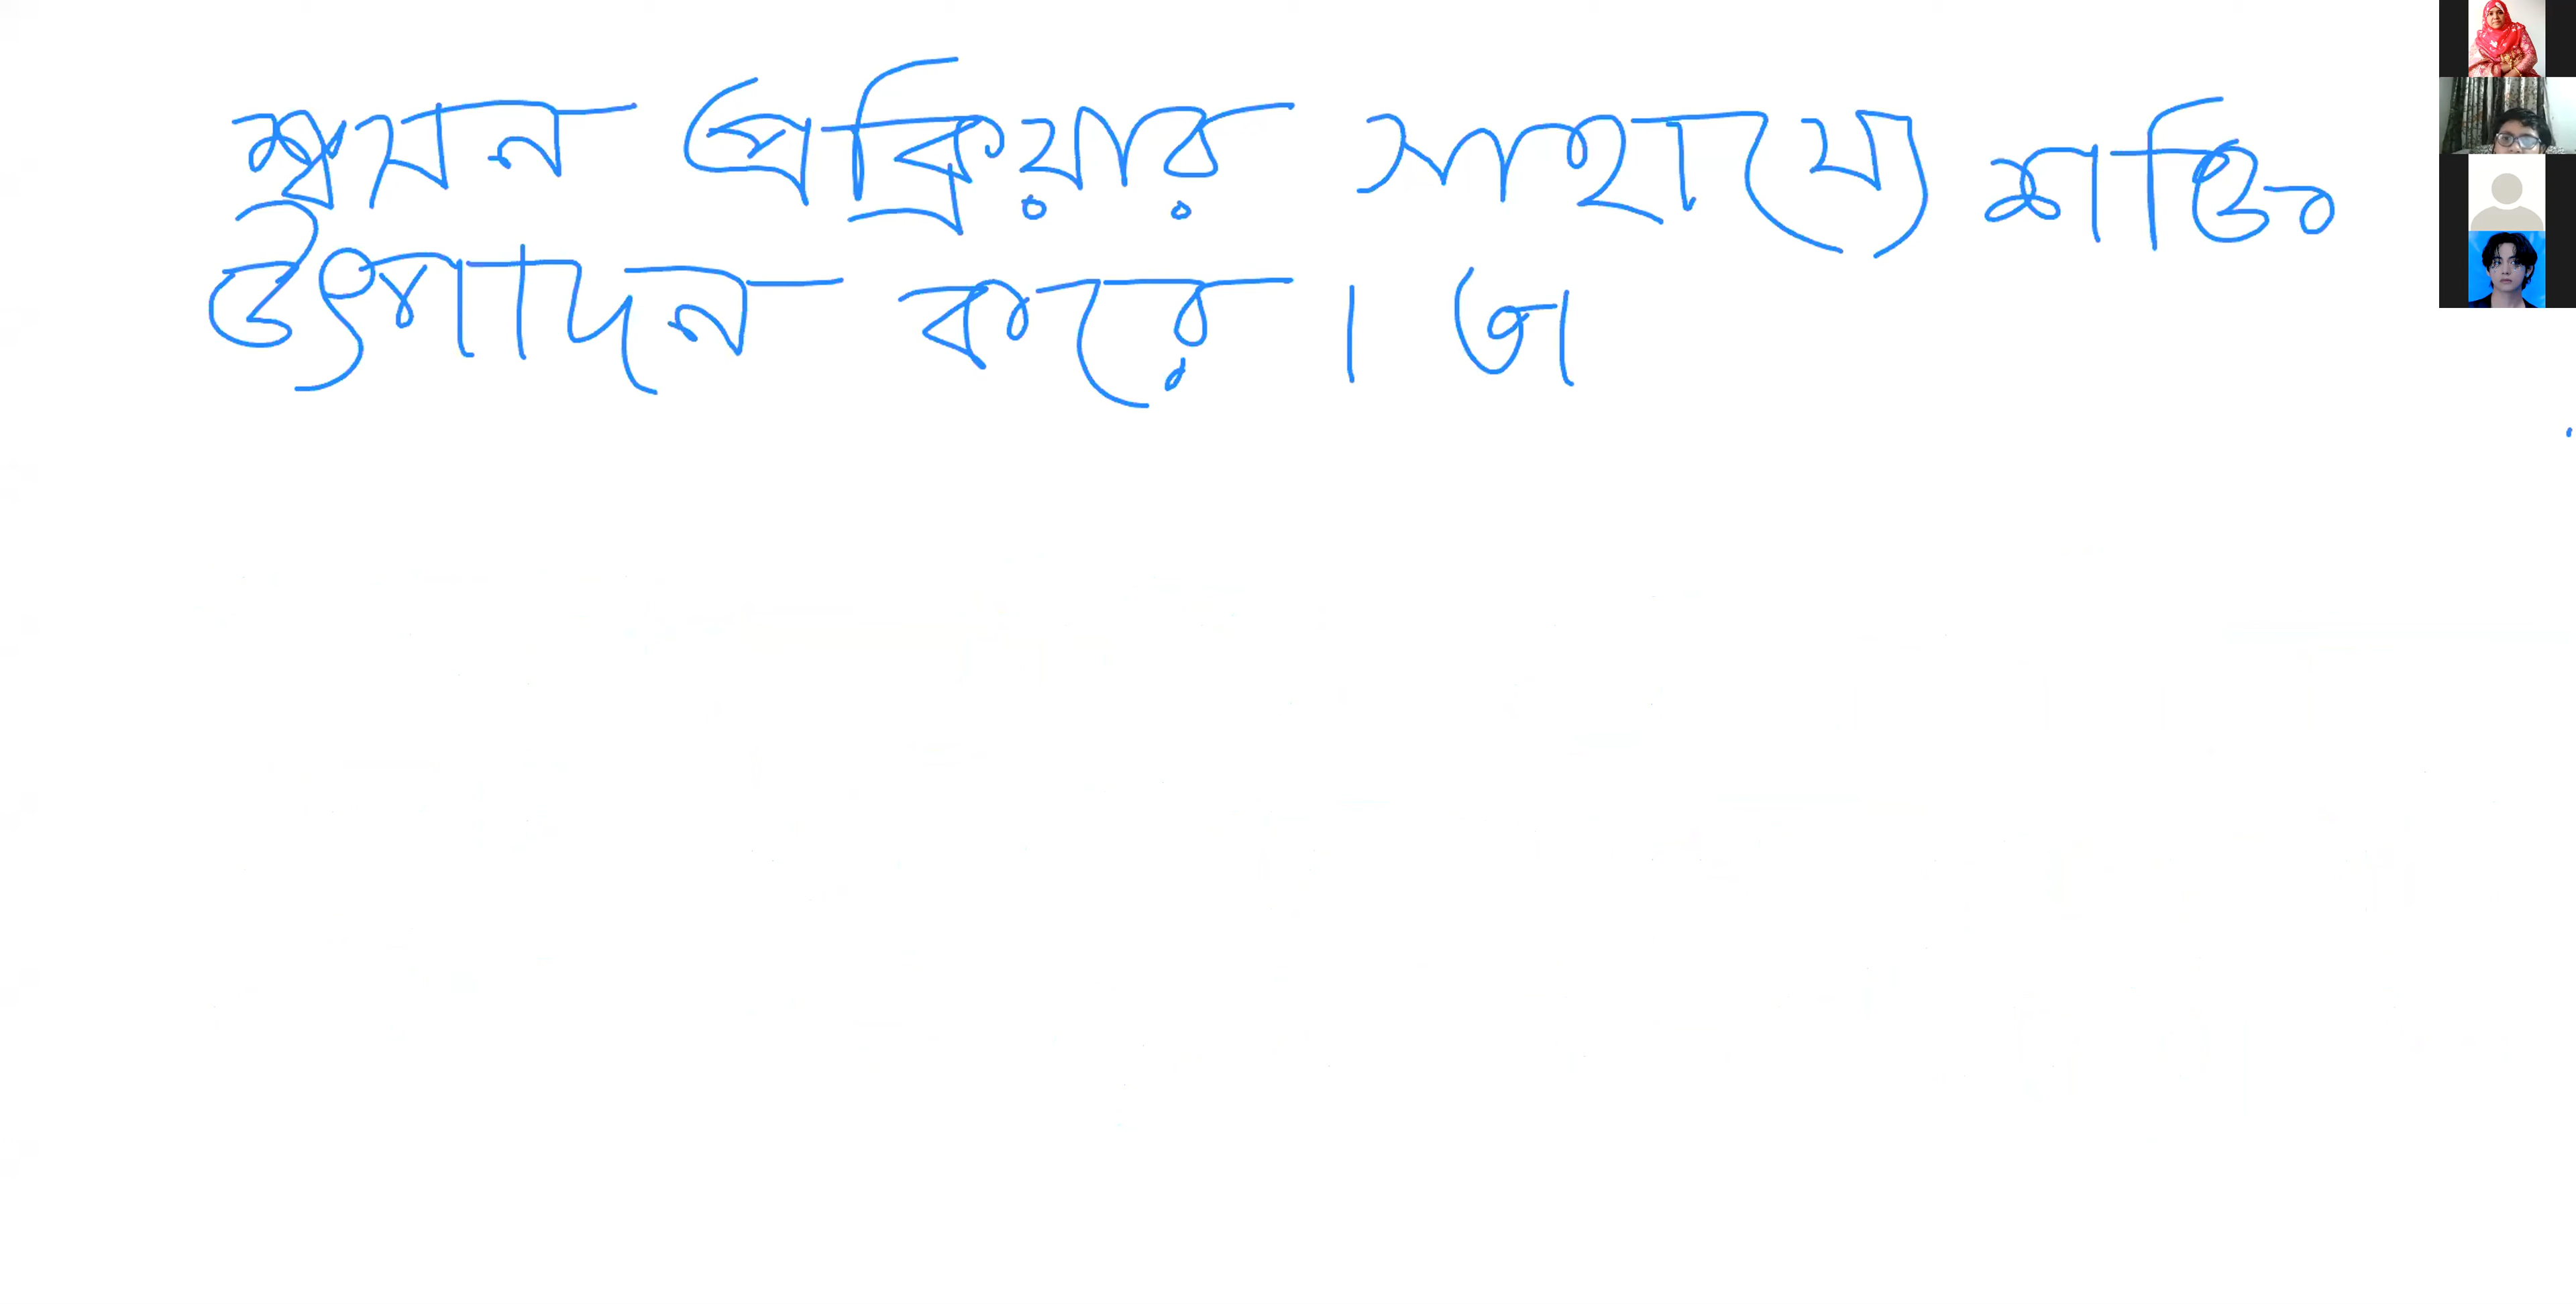 শ্বসন প্রক্রিয়ার সাহায্যে শক্তি
উৎপাদন করে। তা